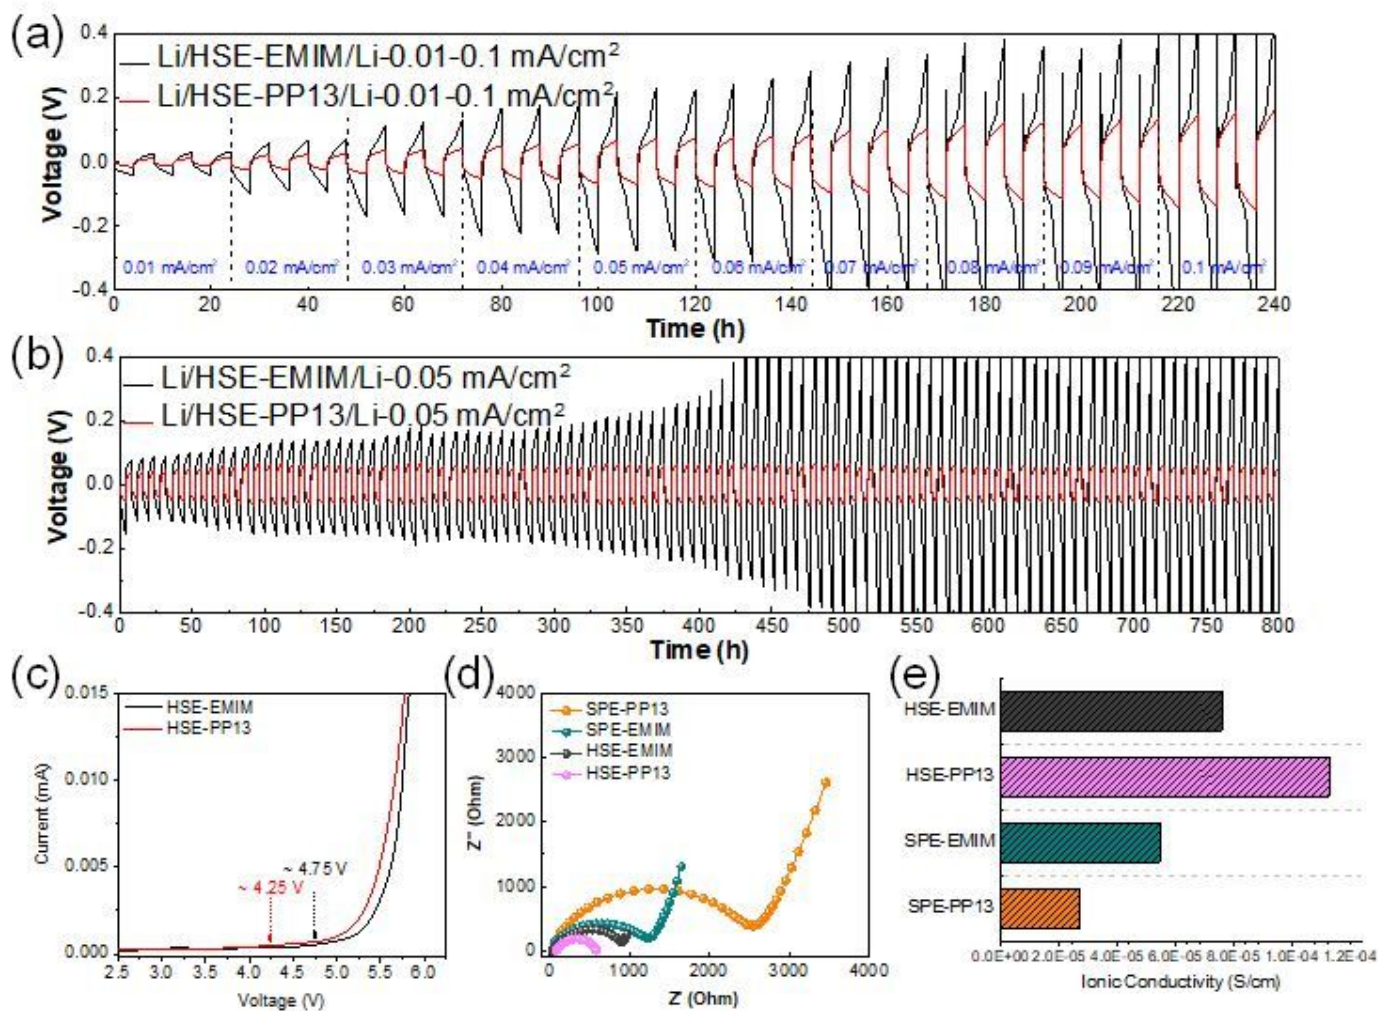 (a)
Li/HSE-EMIM/Li-0.01-0.1 mA/cm²
Li/HSE-PP13/Li-0.01-0.1 mA/cm²
Voltage (V)
0.4
0.2
0.0
-0.2
-0.4
0.01 mA/cm² 0.02 mA/cm² 0.03 mA/cm² 0.04 mA/cm² 0.05 mA/cm² 0.06 mA/cm² 0.07 mA/cm² 0.08 mA/cm² 0.09 mA/cm² 0.1 mA/cm²
0 20 40 60 80 100 120 140 160 180 200 220 240
Time (h)
(b)
Li/HSE-EMIM/Li-0.05 mA/cm²
Li/HSE-PP13/Li-0.05 mA/cm²
Voltage (V)
0.4
0.2
0.0
-0.2
-0.4
0 50 100 150 200 250 300 350 400 450 500 550 600 650 700 750 800
Time (h)
(c)
HSE-EMIM
HSE-PP13
Current (mA)
0.015
0.010
0.005
0.000
~ 4.75 V
~ 4.25 V
2.5 3.0 3.5 4.0 4.5 5.0 5.5 6.0
Voltage (V)
(d)
SPE-PP13
SPE-EMIM
HSE-EMIM
HSE-PP13
Z'' (Ohm)
4000
3000
2000
1000
0
0 1000 2000 3000 4000
Z' (Ohm)
(e)
HSE-EMIM
HSE-PP13
SPE-EMIM
SPE-PP13
0.0E+00 2.0E-05 4.0E-05 6.0E-05 8.0E-05 1.0E-04 1.2E-04
Ionic Conductivity (S/cm)